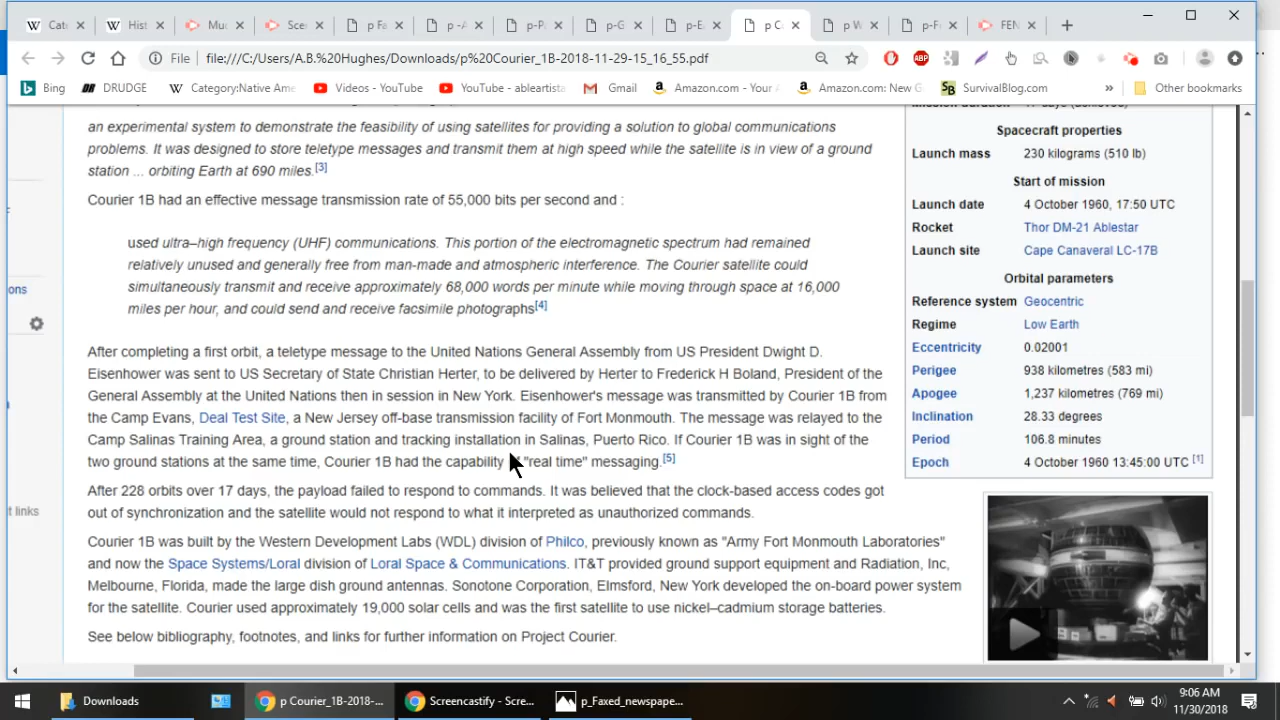 Cate
Hist
Muc
Scre
p Fa
p -A
p-P
p-G
p-E
p C
p W
p-F
FEN
File
file:///C:/Users/A.B.%20Hughes/Downloads/p%20Courier_1B-2018-11-29-15_16_55.pdf
ABP
Bing
DRUDGE
Category:Native Ame
Videos - YouTube
YouTube - ableartista
Gmail
Amazon.com - Your A
Amazon.com: New G
SurvivalBlog.com
»
Other bookmarks
an experimental system to demonstrate the feasibility of using satellites for providing a solution to global communications
problems. It was designed to store teletype messages and transmit them at high speed while the satellite is in view of a ground
station ... orbiting Earth at 690 miles.[3]
Courier 1B had an effective message transmission rate of 55,000 bits per second and :
used ultra–high frequency (UHF) communications. This portion of the electromagnetic spectrum had remained
relatively unused and generally free from man-made and atmospheric interference. The Courier satellite could
simultaneously transmit and receive approximately 68,000 words per minute while moving through space at 16,000
miles per hour, and could send and receive facsimile photographs[4]
After completing a first orbit, a teletype message to the United Nations General Assembly from US President Dwight D.
Eisenhower was sent to US Secretary of State Christian Herter, to be delivered by Herter to Frederick H Boland, President of the
General Assembly at the United Nations then in session in New York. Eisenhower's message was transmitted by Courier 1B from
the Camp Evans, Deal Test Site, a New Jersey off-base transmission facility of Fort Monmouth. The message was relayed to the
Camp Salinas Training Area, a ground station and tracking installation in Salinas, Puerto Rico. If Courier 1B was in sight of the
two ground stations at the same time, Courier 1B had the capability "real time" messaging.[5]
After 228 orbits over 17 days, the payload failed to respond to commands. It was believed that the clock-based access codes got
out of synchronization and the satellite would not respond to what it interpreted as unauthorized commands.
Courier 1B was built by the Western Development Labs (WDL) division of Philco, previously known as "Army Fort Monmouth Laboratories"
and now the Space Systems/Loral division of Loral Space & Communications. IT&T provided ground support equipment and Radiation, Inc,
Melbourne, Florida, made the large dish ground antennas. Sonotone Corporation, Elmsford, New York developed the on-board power system
for the satellite. Courier used approximately 19,000 solar cells and was the first satellite to use nickel–cadmium storage batteries.
See below bibliography, footnotes, and links for further information on Project Courier.
ons
t links
Spacecraft properties
Launch mass 230 kilograms (510 lb)
Start of mission
Launch date 4 October 1960, 17:50 UTC
Rocket Thor DM-21 Ablestar
Launch site Cape Canaveral LC-17B
Orbital parameters
Reference system Geocentric
Regime Low Earth
Eccentricity 0.02001
Perigee 938 kilometres (583 mi)
Apogee 1,237 kilometres (769 mi)
Inclination 28.33 degrees
Period 106.8 minutes
Epoch 4 October 1960 13:45:00 UTC [1]
Downloads
p Courier_1B-2018-...
Screencastify - Scre...
p_Faxed_newspape...
9:06 AM
11/30/2018